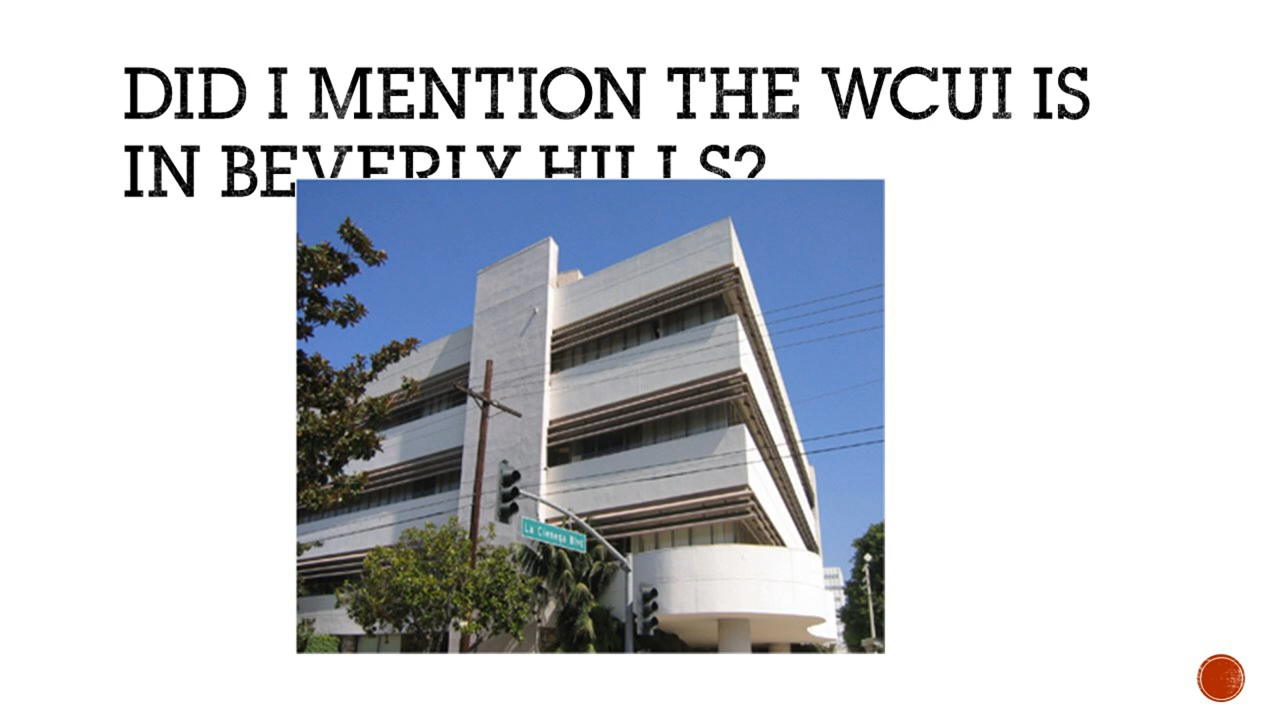 DID I MENTION THE WCUI IS
IN BEVERLY HILLS?
La Cienega Blvd